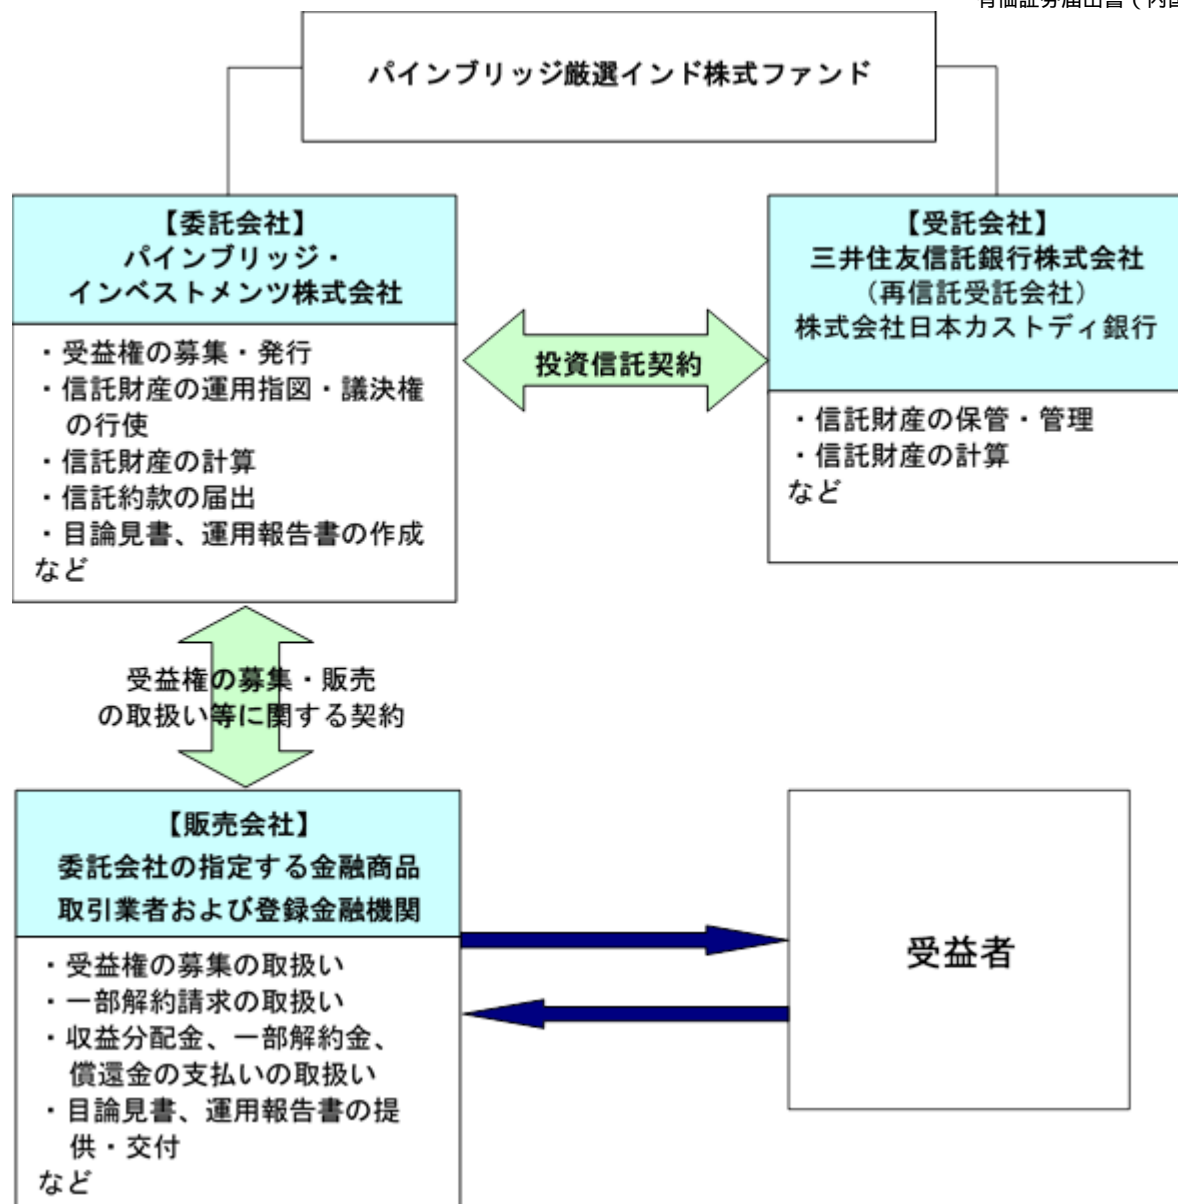 有価証券届出書（内国
パインブリッジ厳選インド株式ファンド
【委託会社】
パインブリッジ・
インベストメンツ株式会社
・受益権の募集・発行
・信託財産の運用指図・議決権
の行使
・信託財産の計算
・信託約款の届出
・目論見書、運用報告書の作成
など
投資信託契約
【受託会社】
三井住友信託銀行株式会社
（再信託受託会社）
株式会社日本カストディ銀行
・信託財産の保管・管理
・信託財産の計算
など
受益権の募集・販売
の取扱い等に関する契約
【販売会社】
委託会社の指定する金融商品
取引業者および登録金融機関
・受益権の募集の取扱い
・一部解約請求の取扱い
・収益分配金、一部解約金、
償還金の支払いの取扱い
・目論見書、運用報告書の提
供・交付
など
受益者